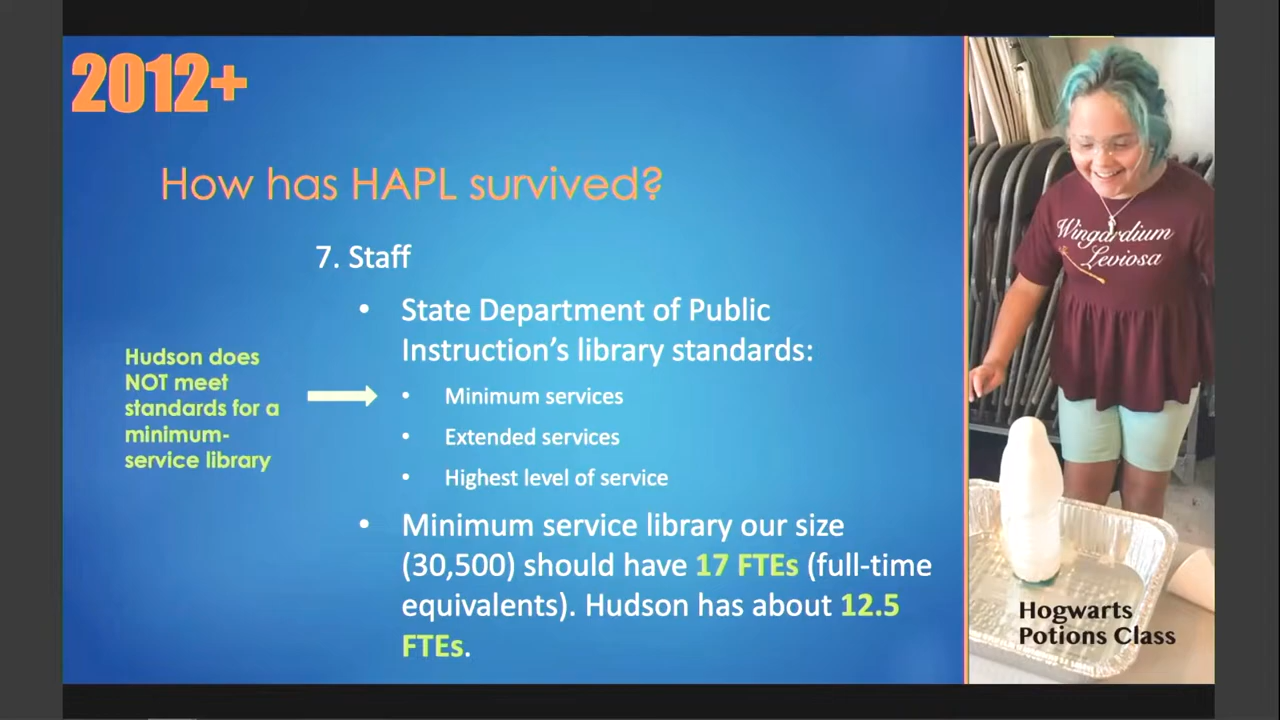 2012+
How has HAPL survived?
7. Staff
• State Department of Public
Instruction’s library standards:
Hudson does
NOT meet
standards for a
minimum-
service library
• Minimum services
• Extended services
• Highest level of service
• Minimum service library our size
(30,500) should have 17 FTEs (full-time
equivalents). Hudson has about 12.5
FTEs.
Wingardium
Leviosa
Hogwarts
Potions Class